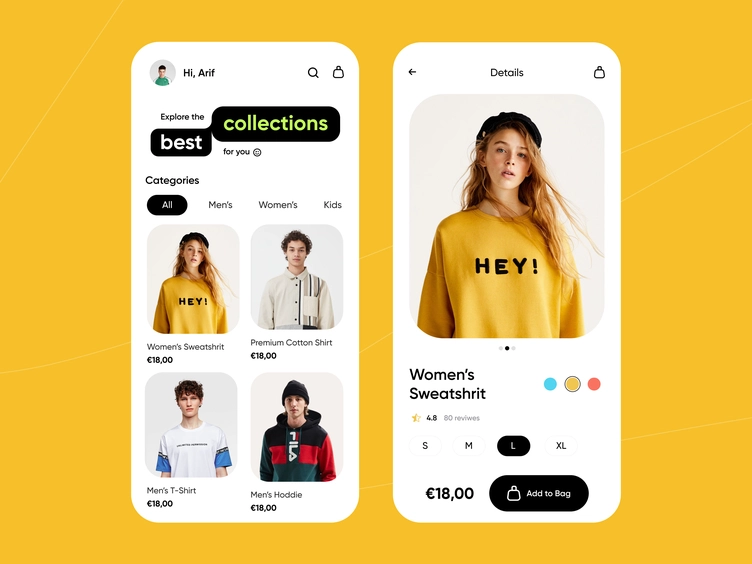 Hi, Arif
Explore the
collections
best
for you
Categories
All
Men's
Women's
Kids
HEY!
Women's Sweatshrit
€18,00
Premium Cotton Shirt
€18,00
FILA
Men's T-Shirt
€18,00
Men's Hoddie
€18,00
Details
HEY!
Women's
Sweatshrit
4.8
80 reviwes
S
M
L
XL
€18,00
Add to Bag